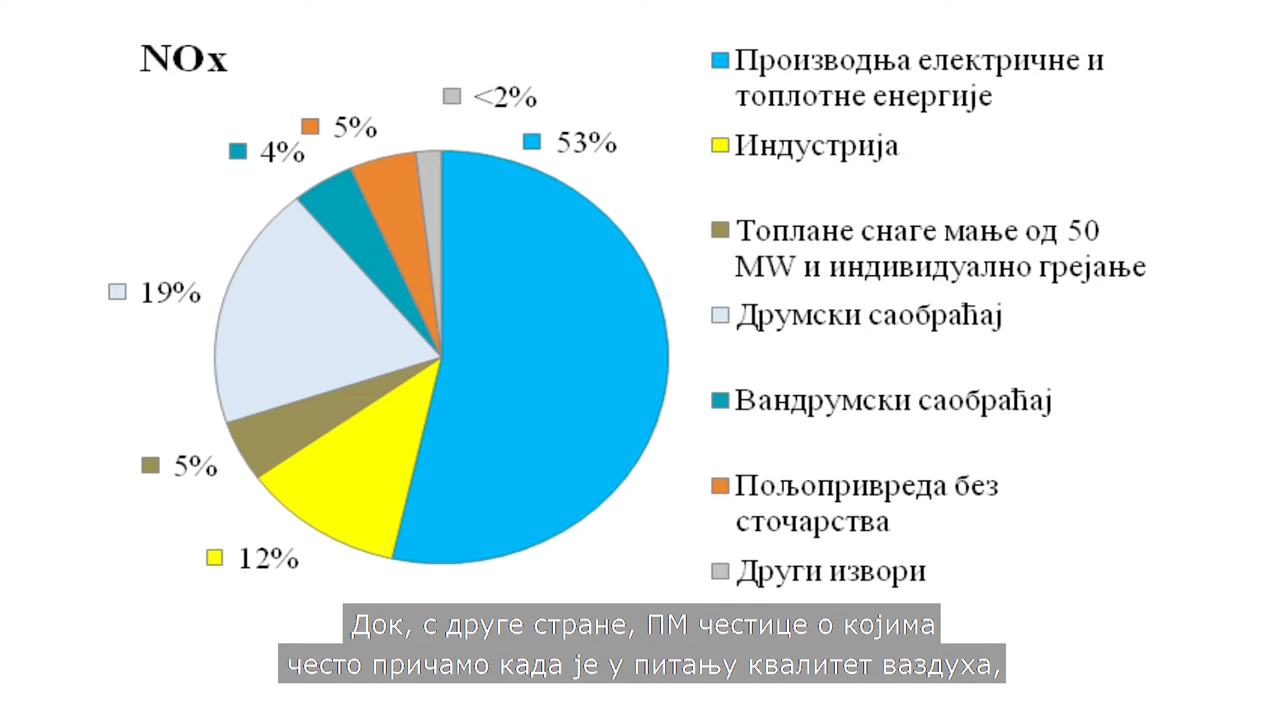 NOx
<2%
5%
4%
53%
19%
5%
12%
Производња електричне и
топлотне енергије
Индустрија
Топлане снаге мање од 50
MW и индивидуално грејање
Друмски саобраћај
Вандрумски саобраћај
Пољопривреда без
сточарства
Други извори
Док, с друге стране, ПМ честице о којима
често причамо када је у питању квалитет ваздуха,